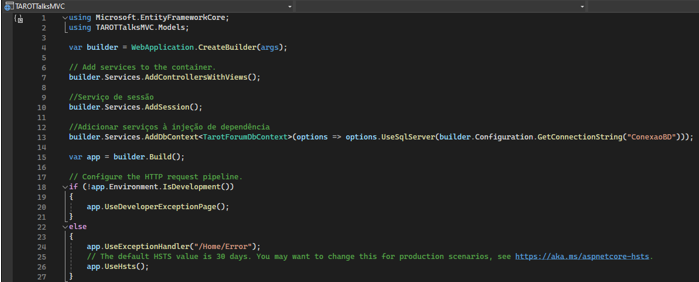 TAROTTalksMVC
1 using Microsoft.EntityFrameworkCore;
2 using TAROTTalksMVC.Models;
3
4 var builder = WebApplication.CreateBuilder(args);
5
6 // Add services to the container.
7 builder.Services.AddControllersWithViews();
8
9 //Serviço de sessão
10 builder.Services.AddSession();
11
12 //Adicionar serviços à injeção de dependência
13 builder.Services.AddDbContext<TarotForumDbContext>(options => options.UseSqlServer(builder.Configuration.GetConnectionString("ConexaoBD")));
14
15 var app = builder.Build();
16
17 // Configure the HTTP request pipeline.
18 if (!app.Environment.IsDevelopment())
19 {
20 app.UseDeveloperExceptionPage();
21 }
22 else
23 {
24 app.UseExceptionHandler("/Home/Error");
25 // The default HSTS value is 30 days. You may want to change this for production scenarios, see https://aka.ms/aspnetcore-hsts.
26 app.UseHsts();
27 }